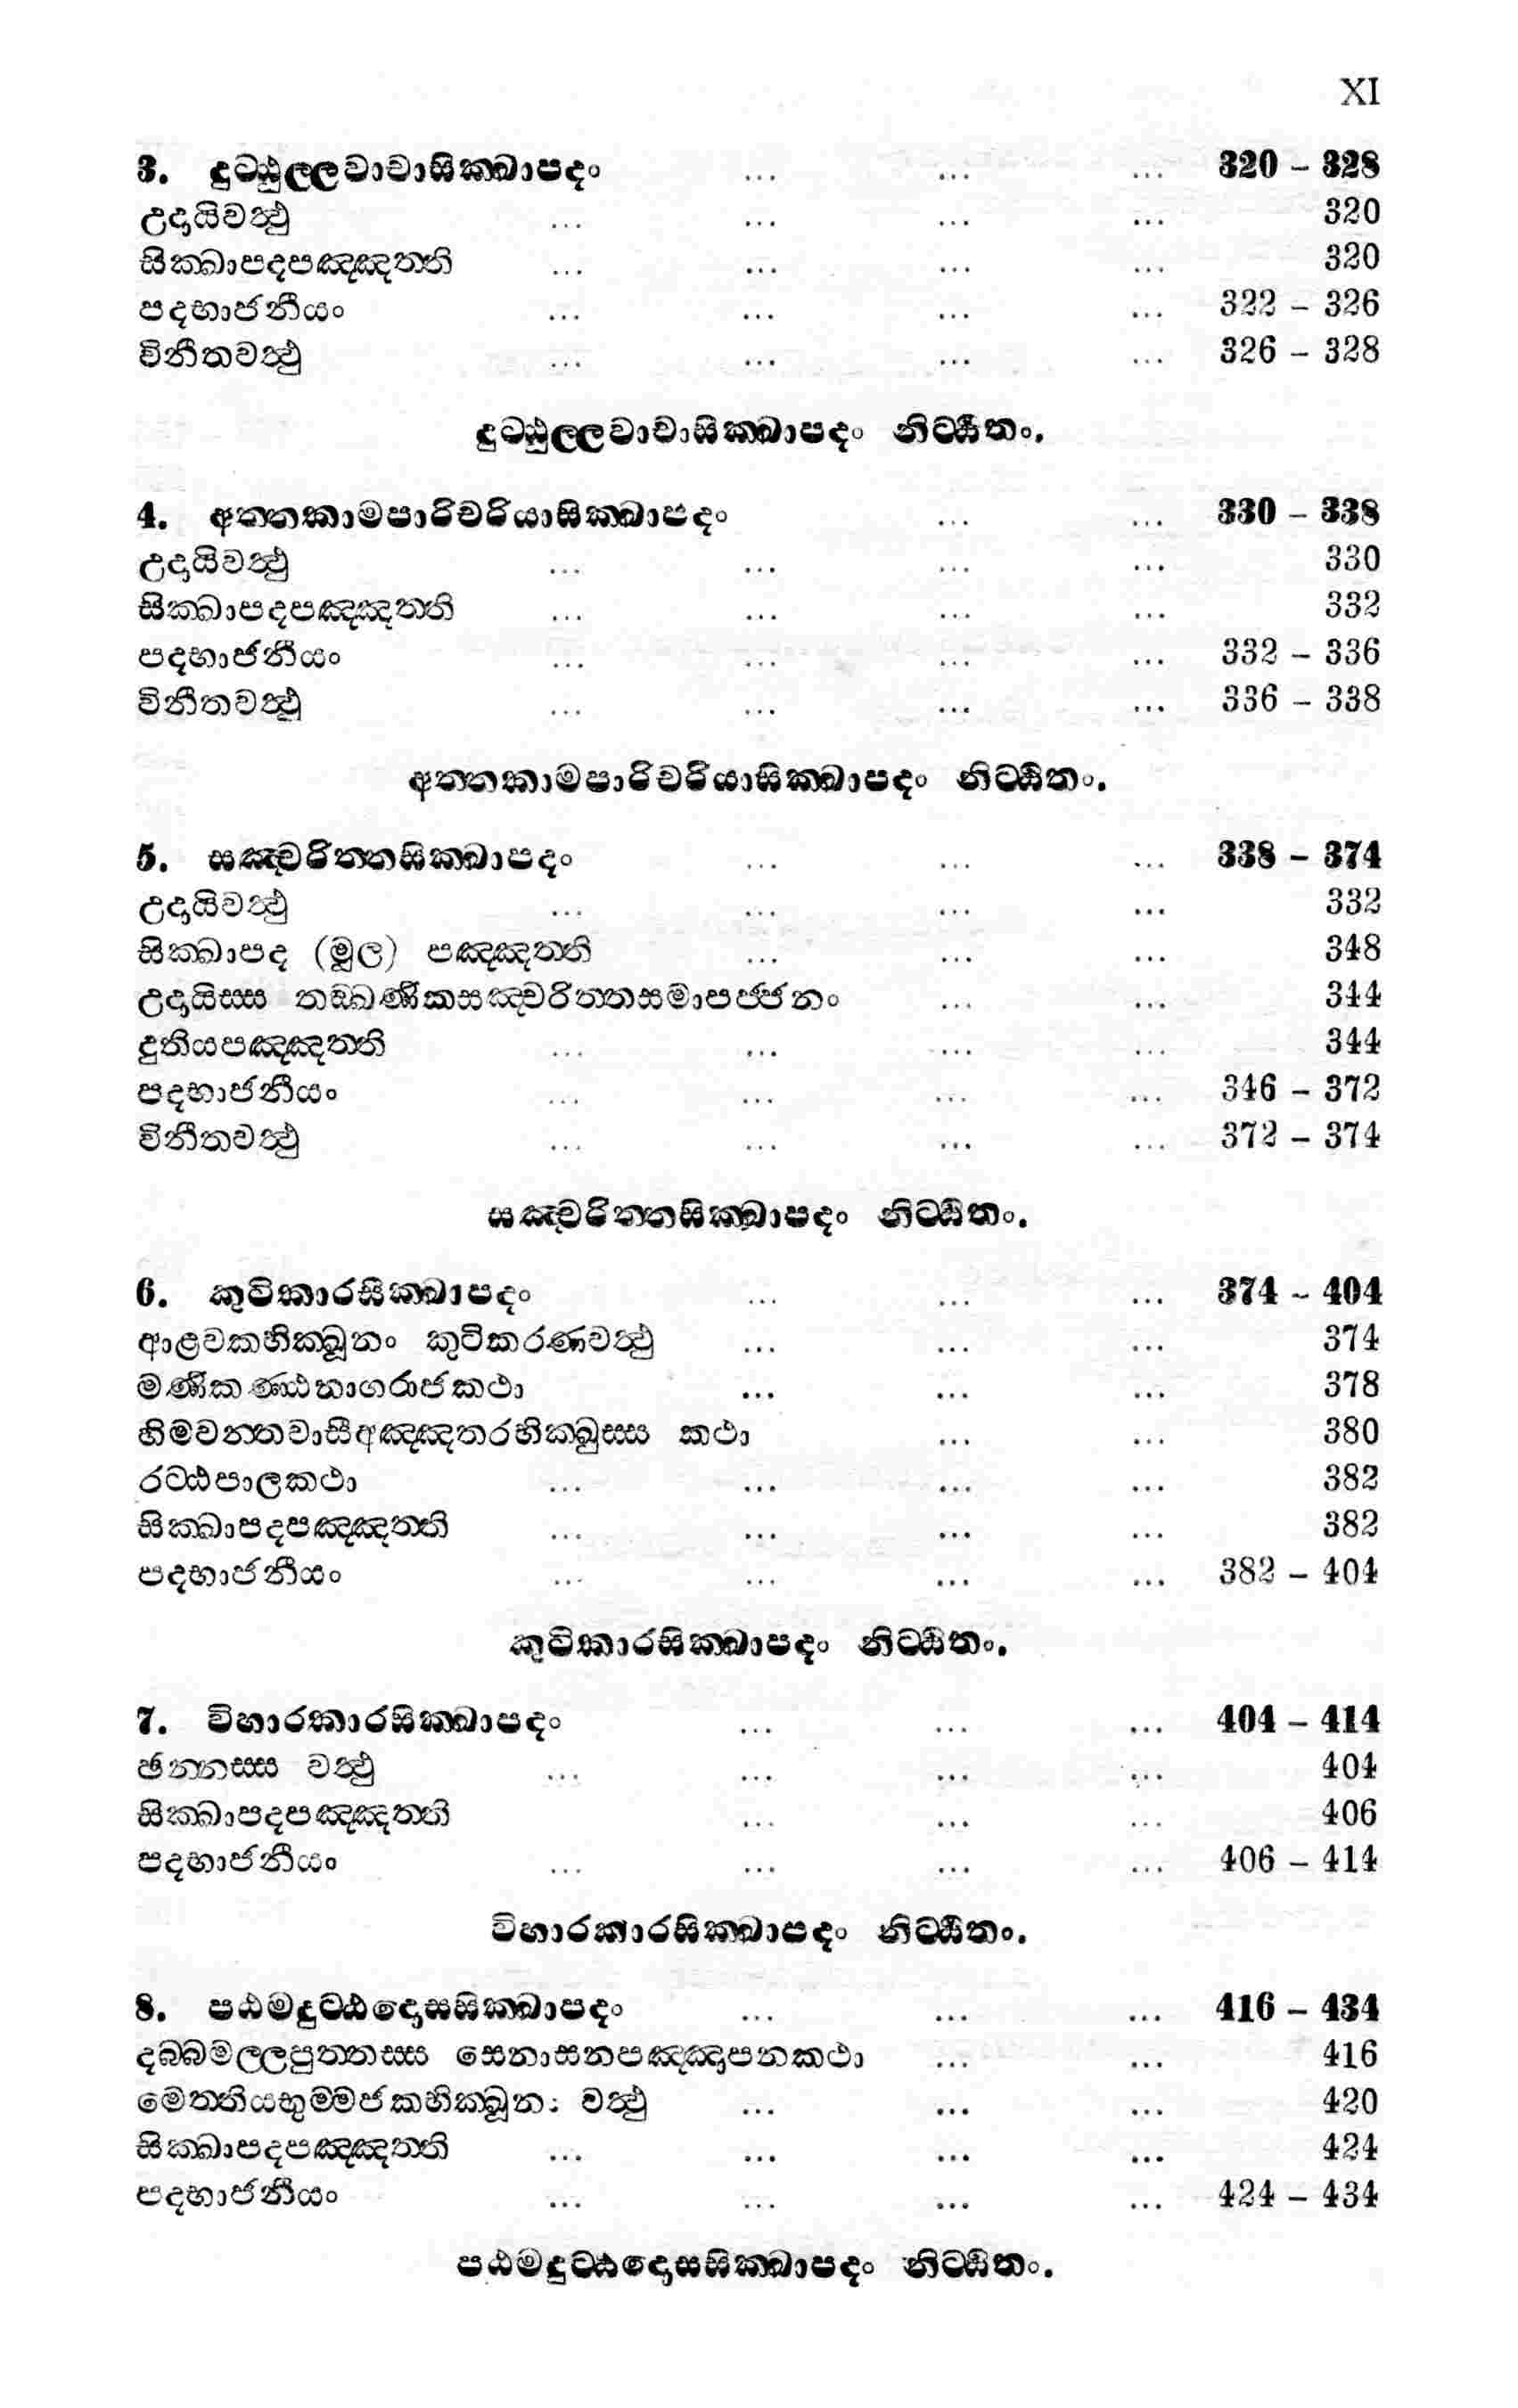 XI
3. දුට්ඨුල්ලවාචාසික්ඛාපදං ... ... ... 320 – 328
උදායිවත්ථු ... ... ... ... 320
සික්ඛාපදපඤ්ඤත්ති ... ... ... ... 320
පදභාජනීයං ... ... ... ... 322 – 326
විනීතවත්ථු ... ... ... ... 326 – 328
දුට්ඨුල්ලවාචාසික්ඛාපදං නිට්ඨිතං.
4. අත්තකාමපාරිචරියාසික්ඛාපදං ... ... 330 – 338
උදායිවත්ථු ... ... ... ... 330
සික්ඛාපදපඤ්ඤත්ති ... ... ... ... 332
පදභාජනීයං ... ... ... ... 332 – 336
විනීතවත්ථු ... ... ... ... 336 – 338
අත්තකාමපාරිචරියාසික්ඛාපදං නිට්ඨිතං.
5. සඤ්චරිත්තසික්ඛාපදං ... ... ... 338 – 374
උදායිවත්ථු ... ... ... ... 332
සික්ඛාපද (මූල) පඤ්ඤත්ති ... ... ... 348
උදායිස්ස තඞ්ඛණිකසඤ්චරිත්තසමාපජ්ජනං ... ... 344
දුතියපඤ්ඤත්ති ... ... ... ... 344
පදභාජනීයං ... ... ... ... 346 – 372
විනීතවත්ථු ... ... ... ... 372 – 374
සඤ්චරිත්තසික්ඛාපදං නිට්ඨිතං.
6. කුටිකාරසික්ඛාපදං ... ... ... 374 ~ 404
ආළවකභික්ඛූනං කුටිකරණවත්ථු ... ... ... 374
මණිකණ්ඨනාගරාජකථා ... ... ... 378
හිමවන්තවාසීඅඤ්ඤතරභික්ඛුස්ස කථා ... ... 380
රට්ඨපාලකථා ... ... ... ... 382
සික්ඛාපදපඤ්ඤත්ති ... ... ... ... 382
පදභාජනීයං ... ... ... ... 382 – 404
කුටිකාරසික්ඛාපදං නිට්ඨිතං.
7. විහාරකාරසික්ඛාපදං ... ... ... 404 – 414
ඡන්නස්ස වත්ථු ... ... ... ... 404
සික්ඛාපදපඤ්ඤත්ති ... ... ... 406
පදභාජනීයං ... ... ... ... 406 – 414
විහාරකාරසික්ඛාපදං නිට්ඨිතං.
8. පඨමදුට්ඨදොසසික්ඛාපදං ... ... ... 416 – 434
දබ්බමල්ලපුත්තස්ස සෙනාසනපඤ්ඤාපනකථා ... ... 416
මෙත්තියභුම්මජකභික්ඛූනං වත්ථු ... ... ... 420
සික්ඛාපදපඤ්ඤත්ති ... ... ... ... 424
පදභාජනීයං ... ... ... ... 424 – 434
පඨමදුට්ඨදොසසික්ඛාපදං නිට්ඨිතං.